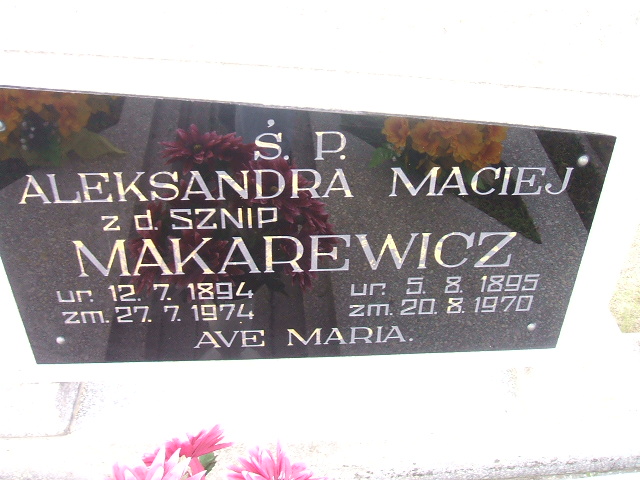 Ś. P.
ALEKSANDRA MACIEJ
z d. SZNIP
MAKAREWICZ
ur. 12. 7. 1894 ur. 5. 8. 1895
zm. 27. 7. 1974 zm. 20. 8. 1970
AVE MARIA.